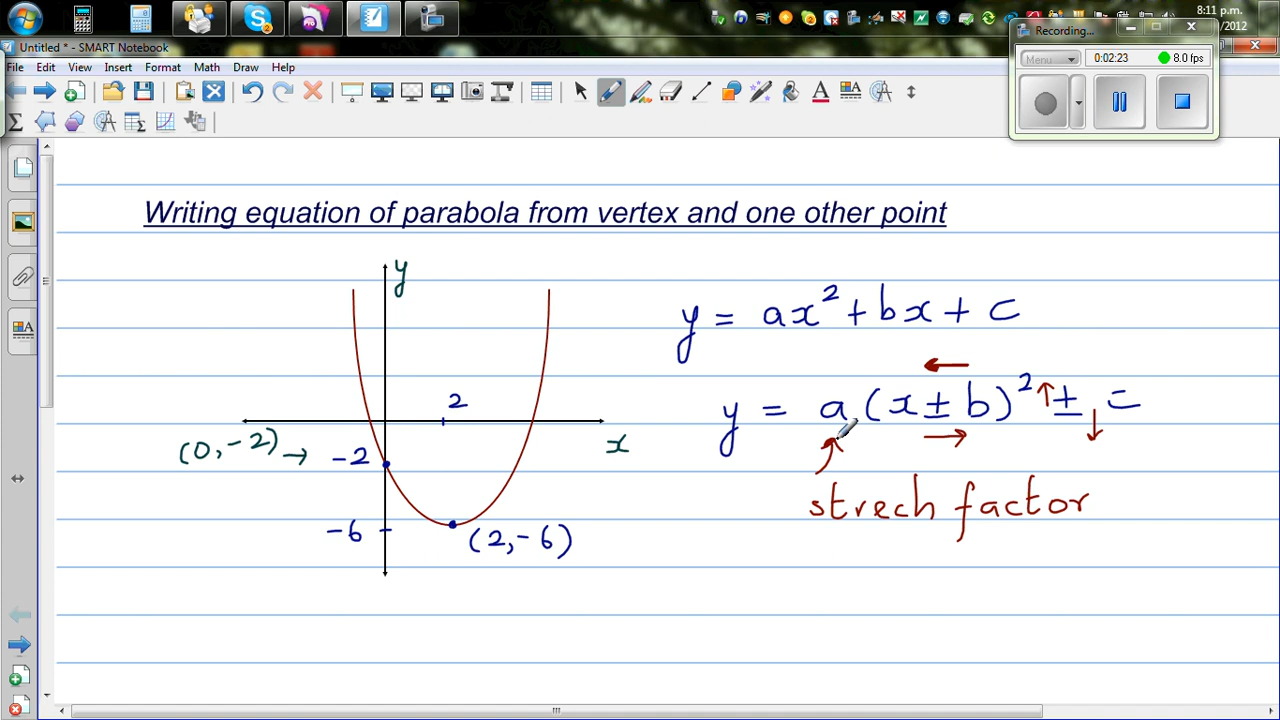 8:11 p.m.
/2012
Untitled * - SMART Notebook
Recording...
File Edit View Insert Format Math Draw Help
Menu 0:02:23 8.0 fps
Writing equation of parabola from vertex and one other point
y
y = ax² + bx + c
2
y = a (x ± b)² ± c
(0, -2) → -2
x
strech factor
-6
(2, -6)